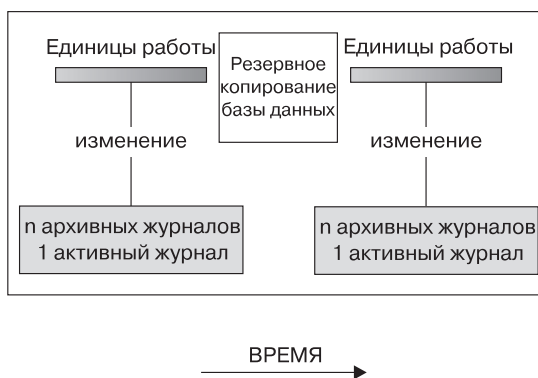 Единицы работы
Резервное
копирование
базы данных
Единицы работы
изменение
изменение
n архивных журналов
1 активный журнал
n архивных журналов
1 активный журнал
ВРЕМЯ